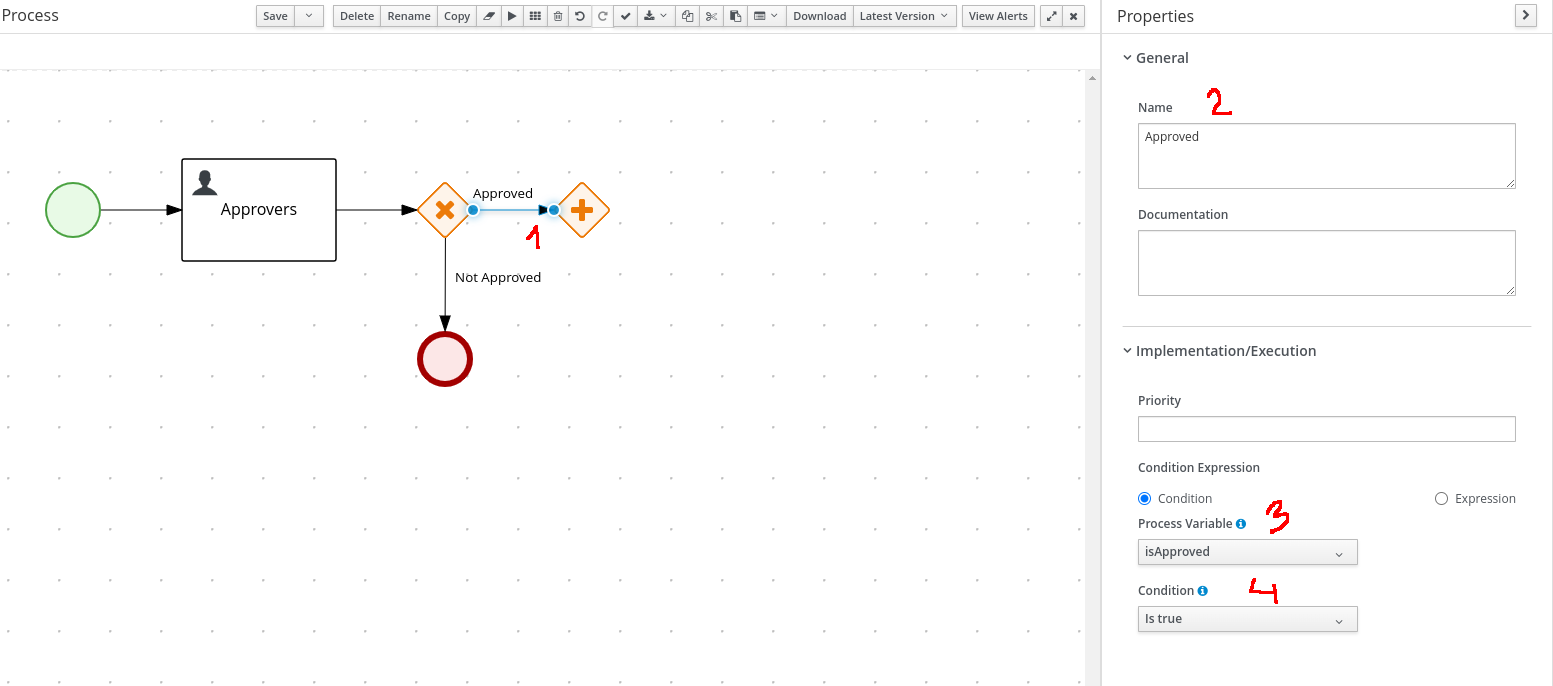 Process
Save
Delete
Rename
Copy
Download
Latest Version
View Alerts
Properties
General
Name
2
Approved
Documentation
Approvers
Approved
1
Not Approved
Implementation/Execution
Priority
Condition Expression
Condition
Expression
Process Variable
3
isApproved
Condition
4
Is true